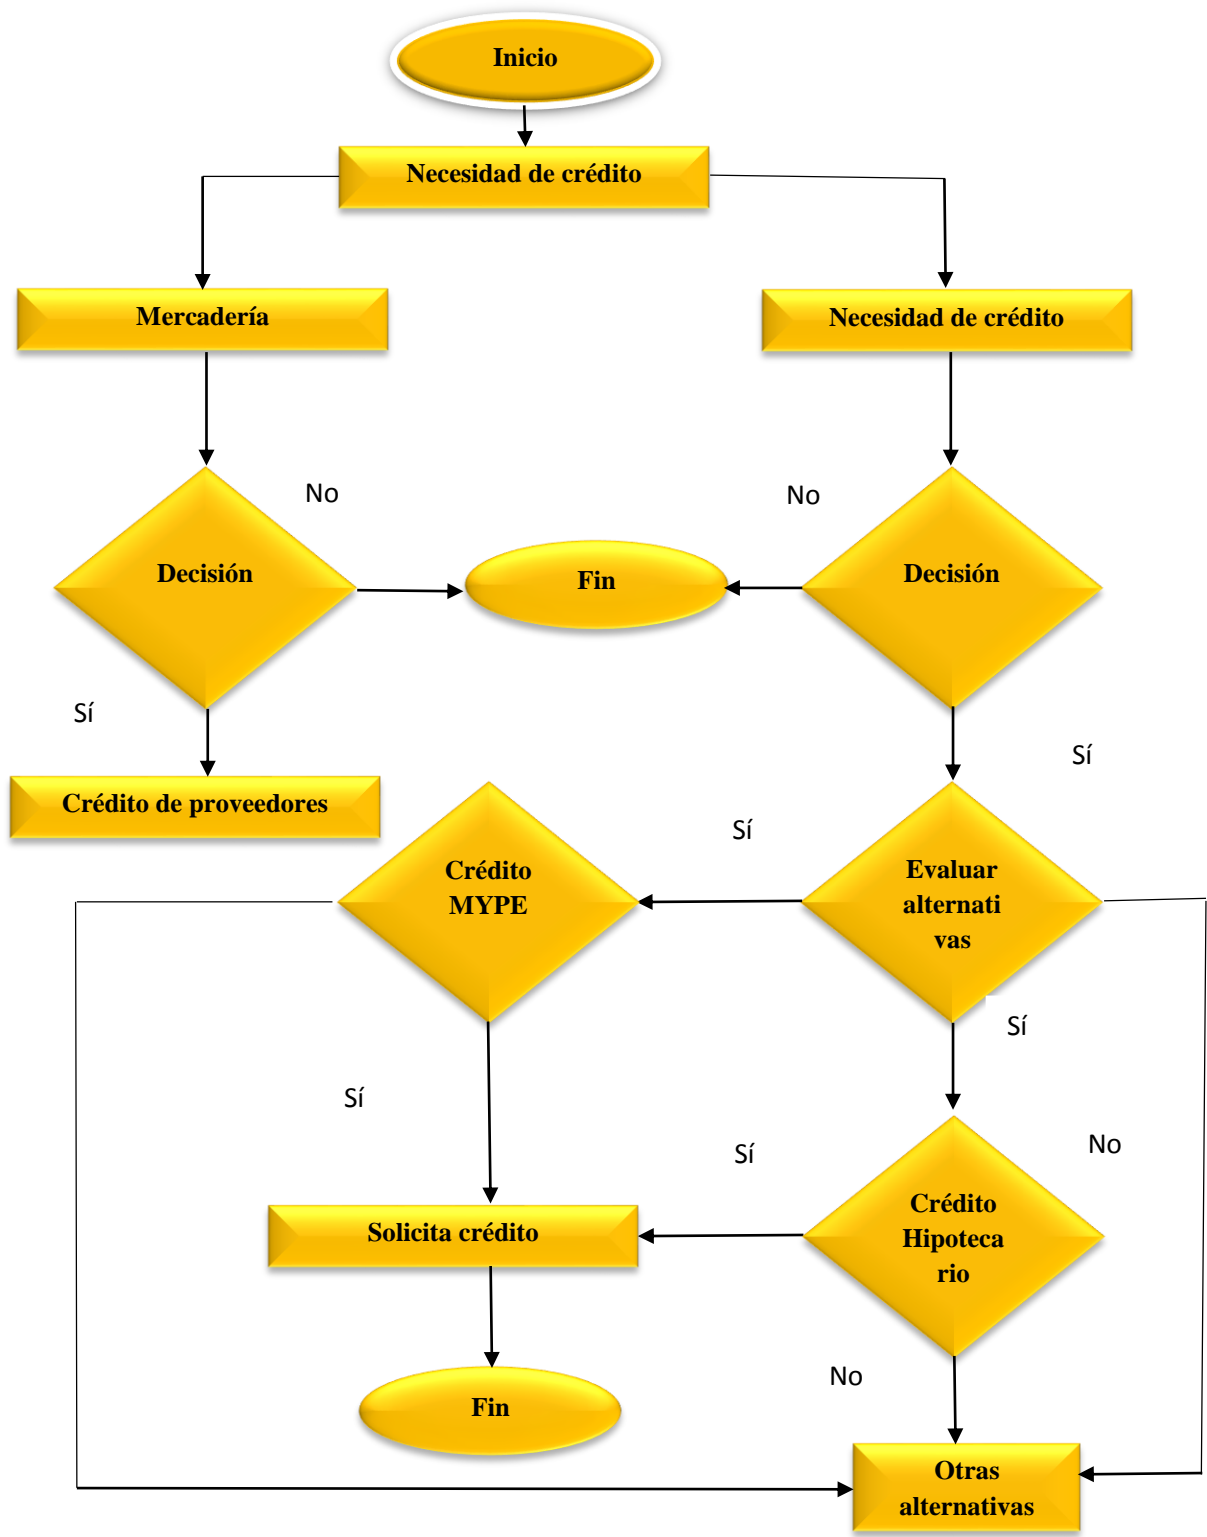 Inicio
Necesidad de crédito
Mercadería
Necesidad de crédito
No
No
Decisión
Fin
Decisión
Sí
Sí
Crédito de proveedores
Sí
Crédito
MYPE
Evaluar
alternati
vas
Sí
Sí
Sí
No
Solicita crédito
Crédito
Hipoteca
rio
No
Fin
Otras
alternativas